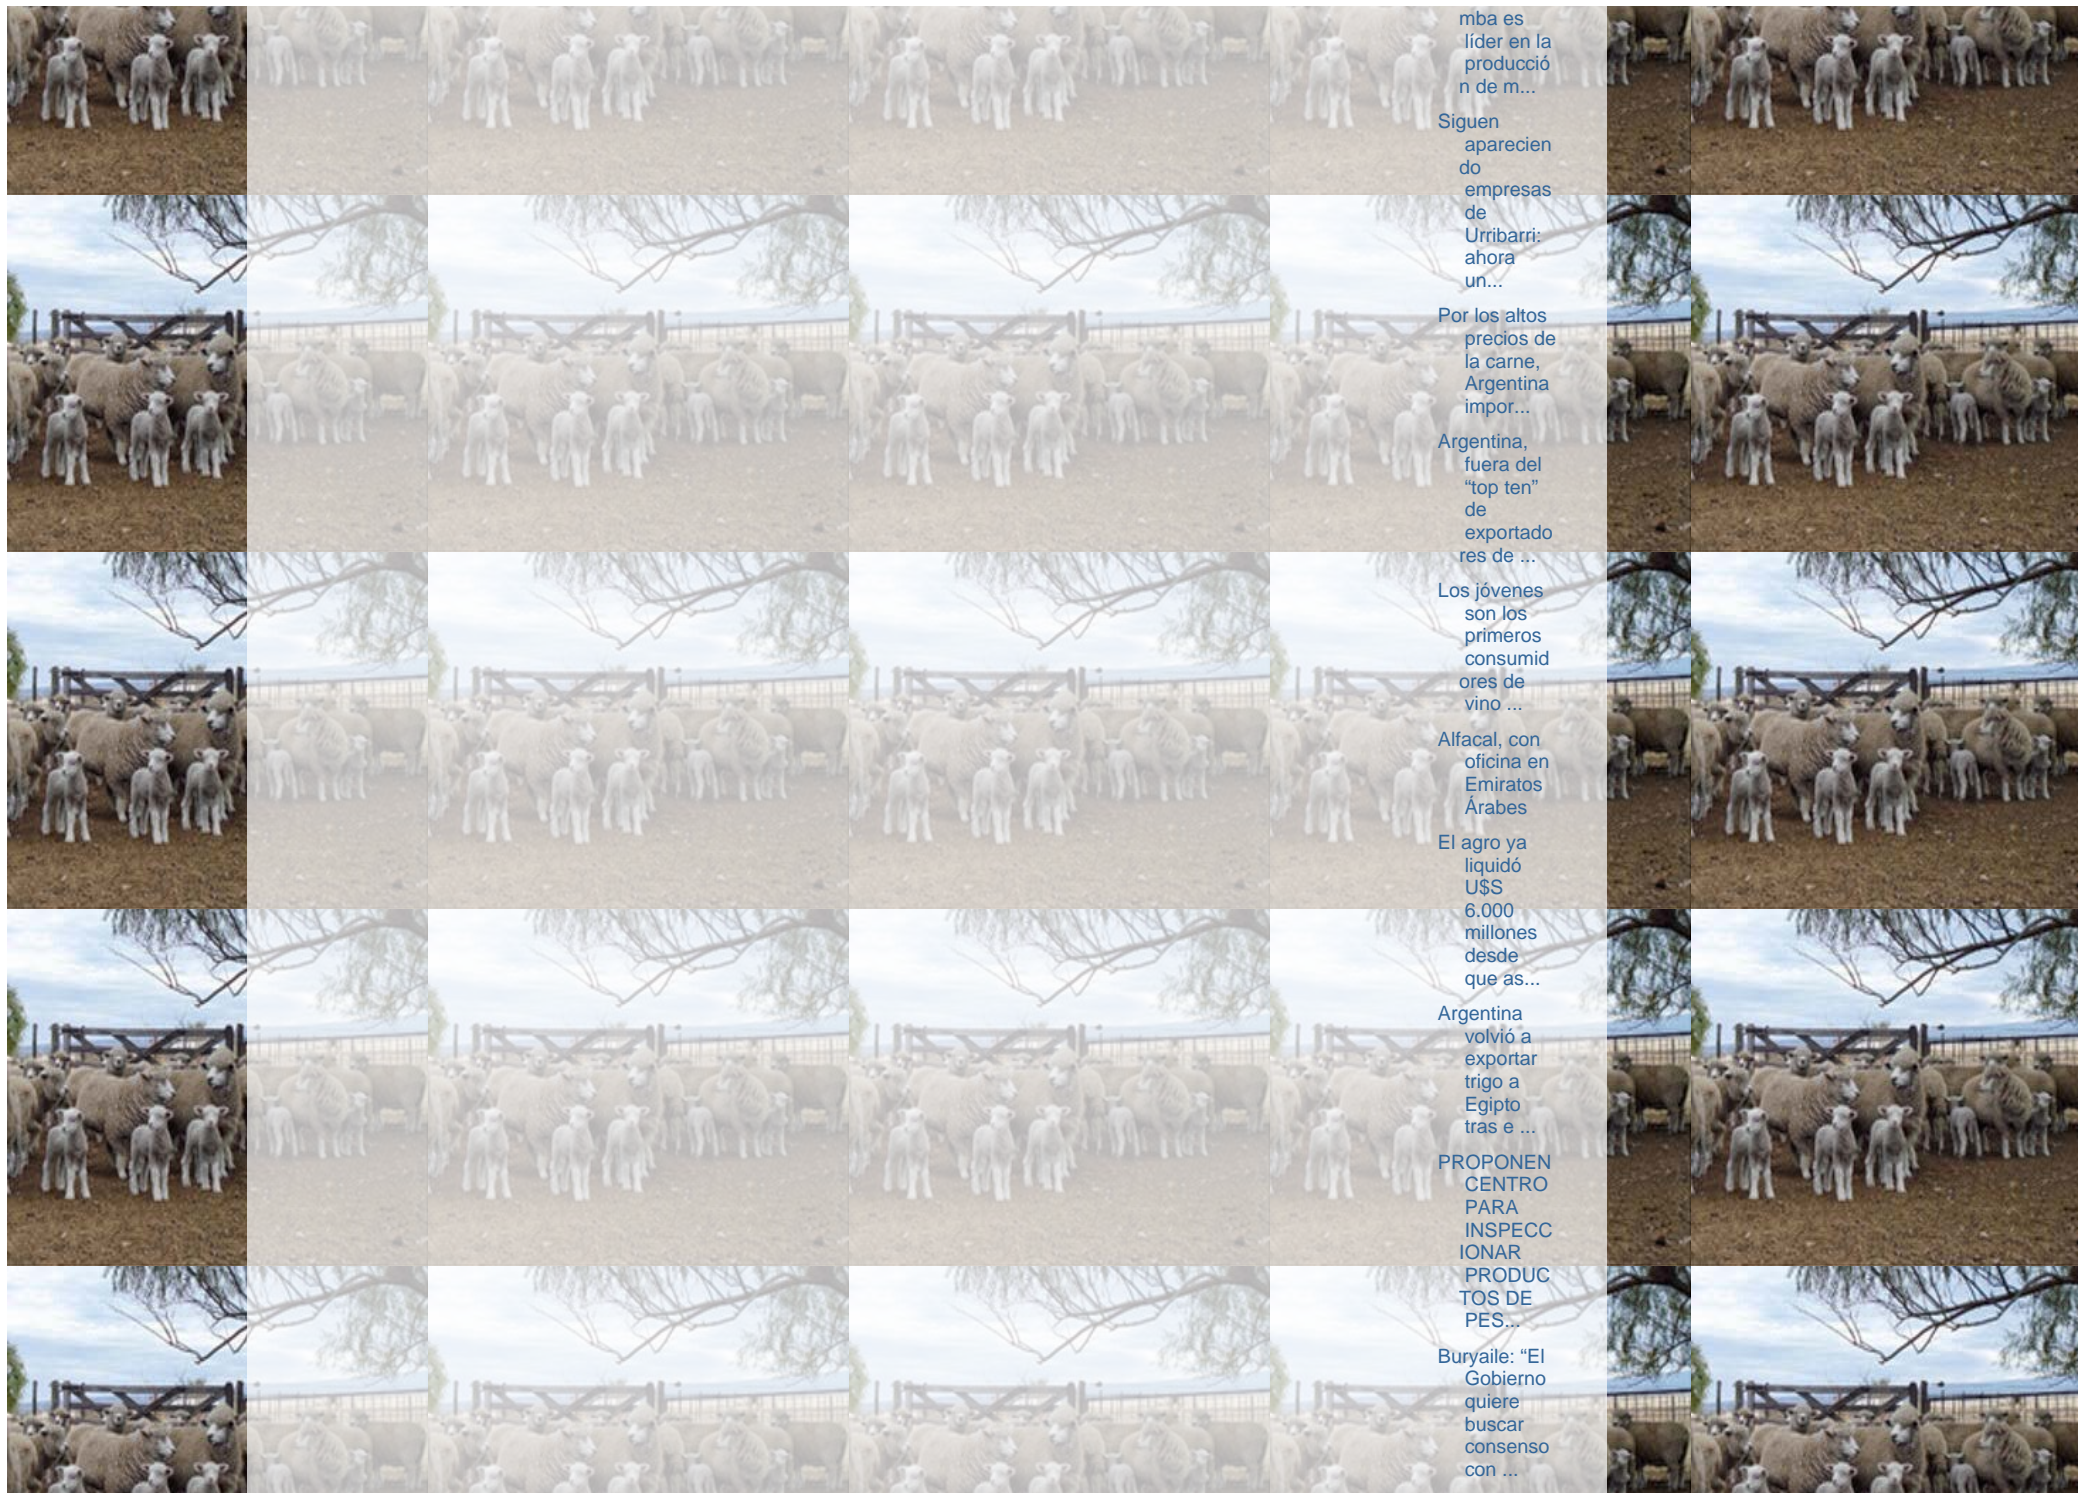 mba es
líder en la
producció
n de m...
Siguen
aparecien
do
empresas
de
Urribarri:
ahora
un...
Por los altos
precios de
la carne,
Argentina
impor...
Argentina,
fuera del
“top ten”
de
exportado
res de ...
Los jóvenes
son los
primeros
consumid
ores de
vino ...
Alfacal, con
oficina en
Emiratos
Árabes
El agro ya
liquidó
U$S
6.000
millones
desde
que as...
Argentina
volvió a
exportar
trigo a
Egipto
tras e ...
PROPONEN
CENTRO
PARA
INSPECC
IONAR
PRODUC
TOS DE
PES...
Buryaile: “El
Gobierno
quiere
buscar
consenso
con ...